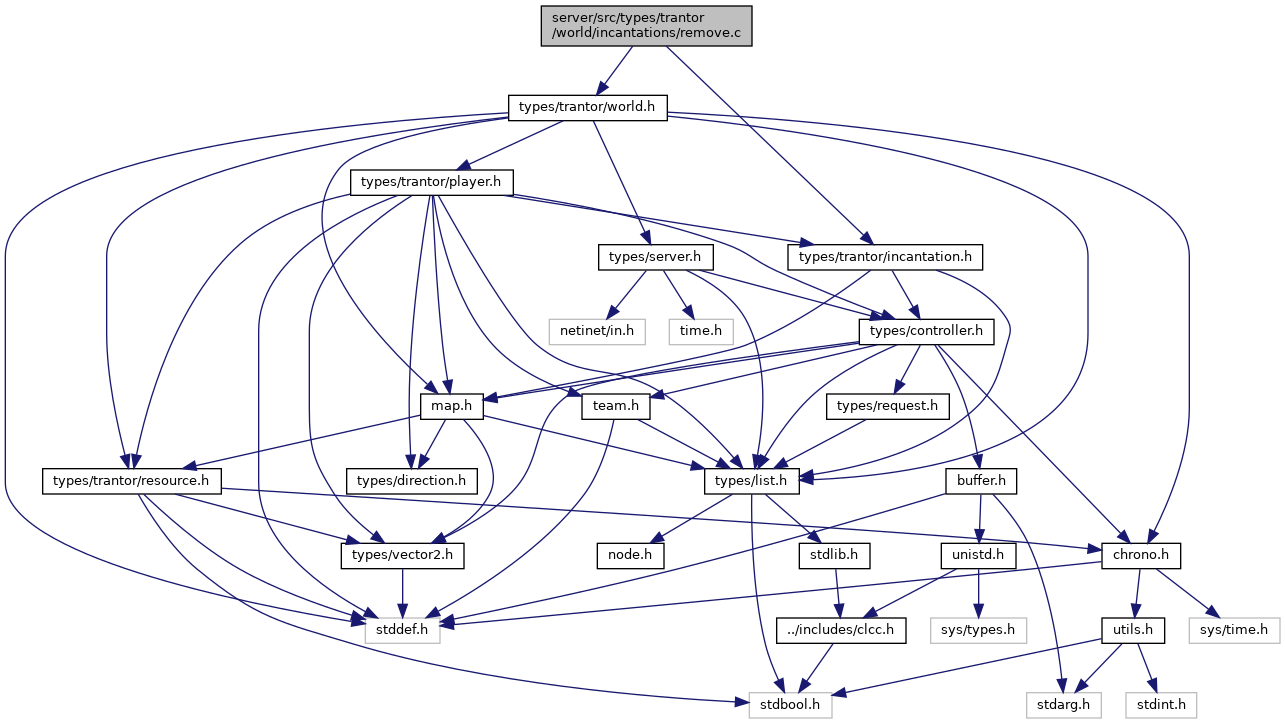 server/src/types/trantor
/world/incantations/remove.c
types/trantor/world.h
types/trantor/player.h
types/server.h
types/trantor/incantation.h
netinet/in.h
time.h
types/controller.h
map.h
team.h
types/request.h
types/trantor/resource.h
types/direction.h
types/list.h
buffer.h
types/vector2.h
node.h
stdlib.h
unistd.h
chrono.h
stddef.h
../includes/clcc.h
sys/types.h
utils.h
sys/time.h
stdbool.h
stdarg.h
stdint.h